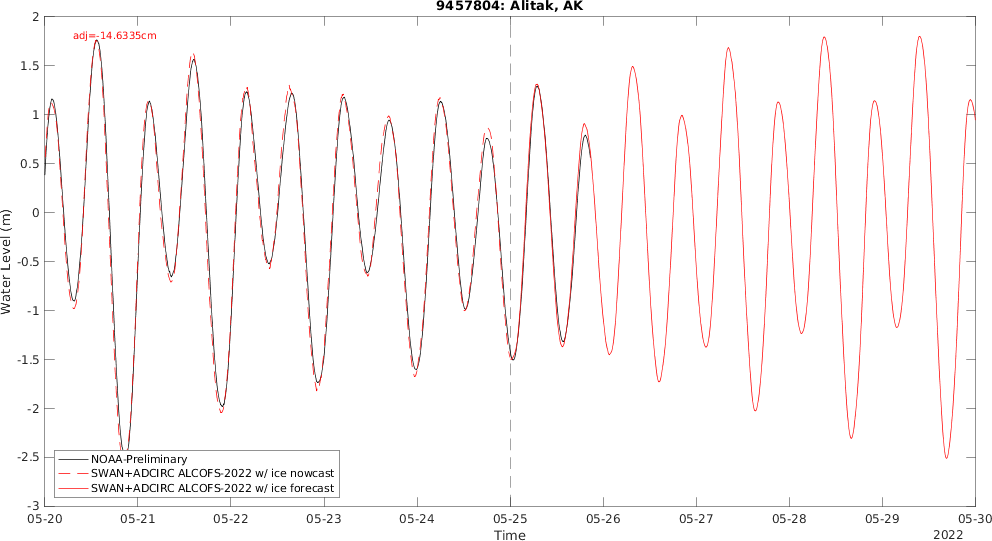 9457804: Alitak, AK
adj=-14.6335cm
Water Level (m)
2
1.5
1
0.5
0
-0.5
-1
-1.5
-2
-2.5
-3
NOAA-Preliminary
SWAN+ADCIRC ALCOFS-2022 w/ ice nowcast
SWAN+ADCIRC ALCOFS-2022 w/ ice forecast
05-20 05-21 05-22 05-23 05-24 05-25 05-26 05-27 05-28 05-29 05-30
Time
2022